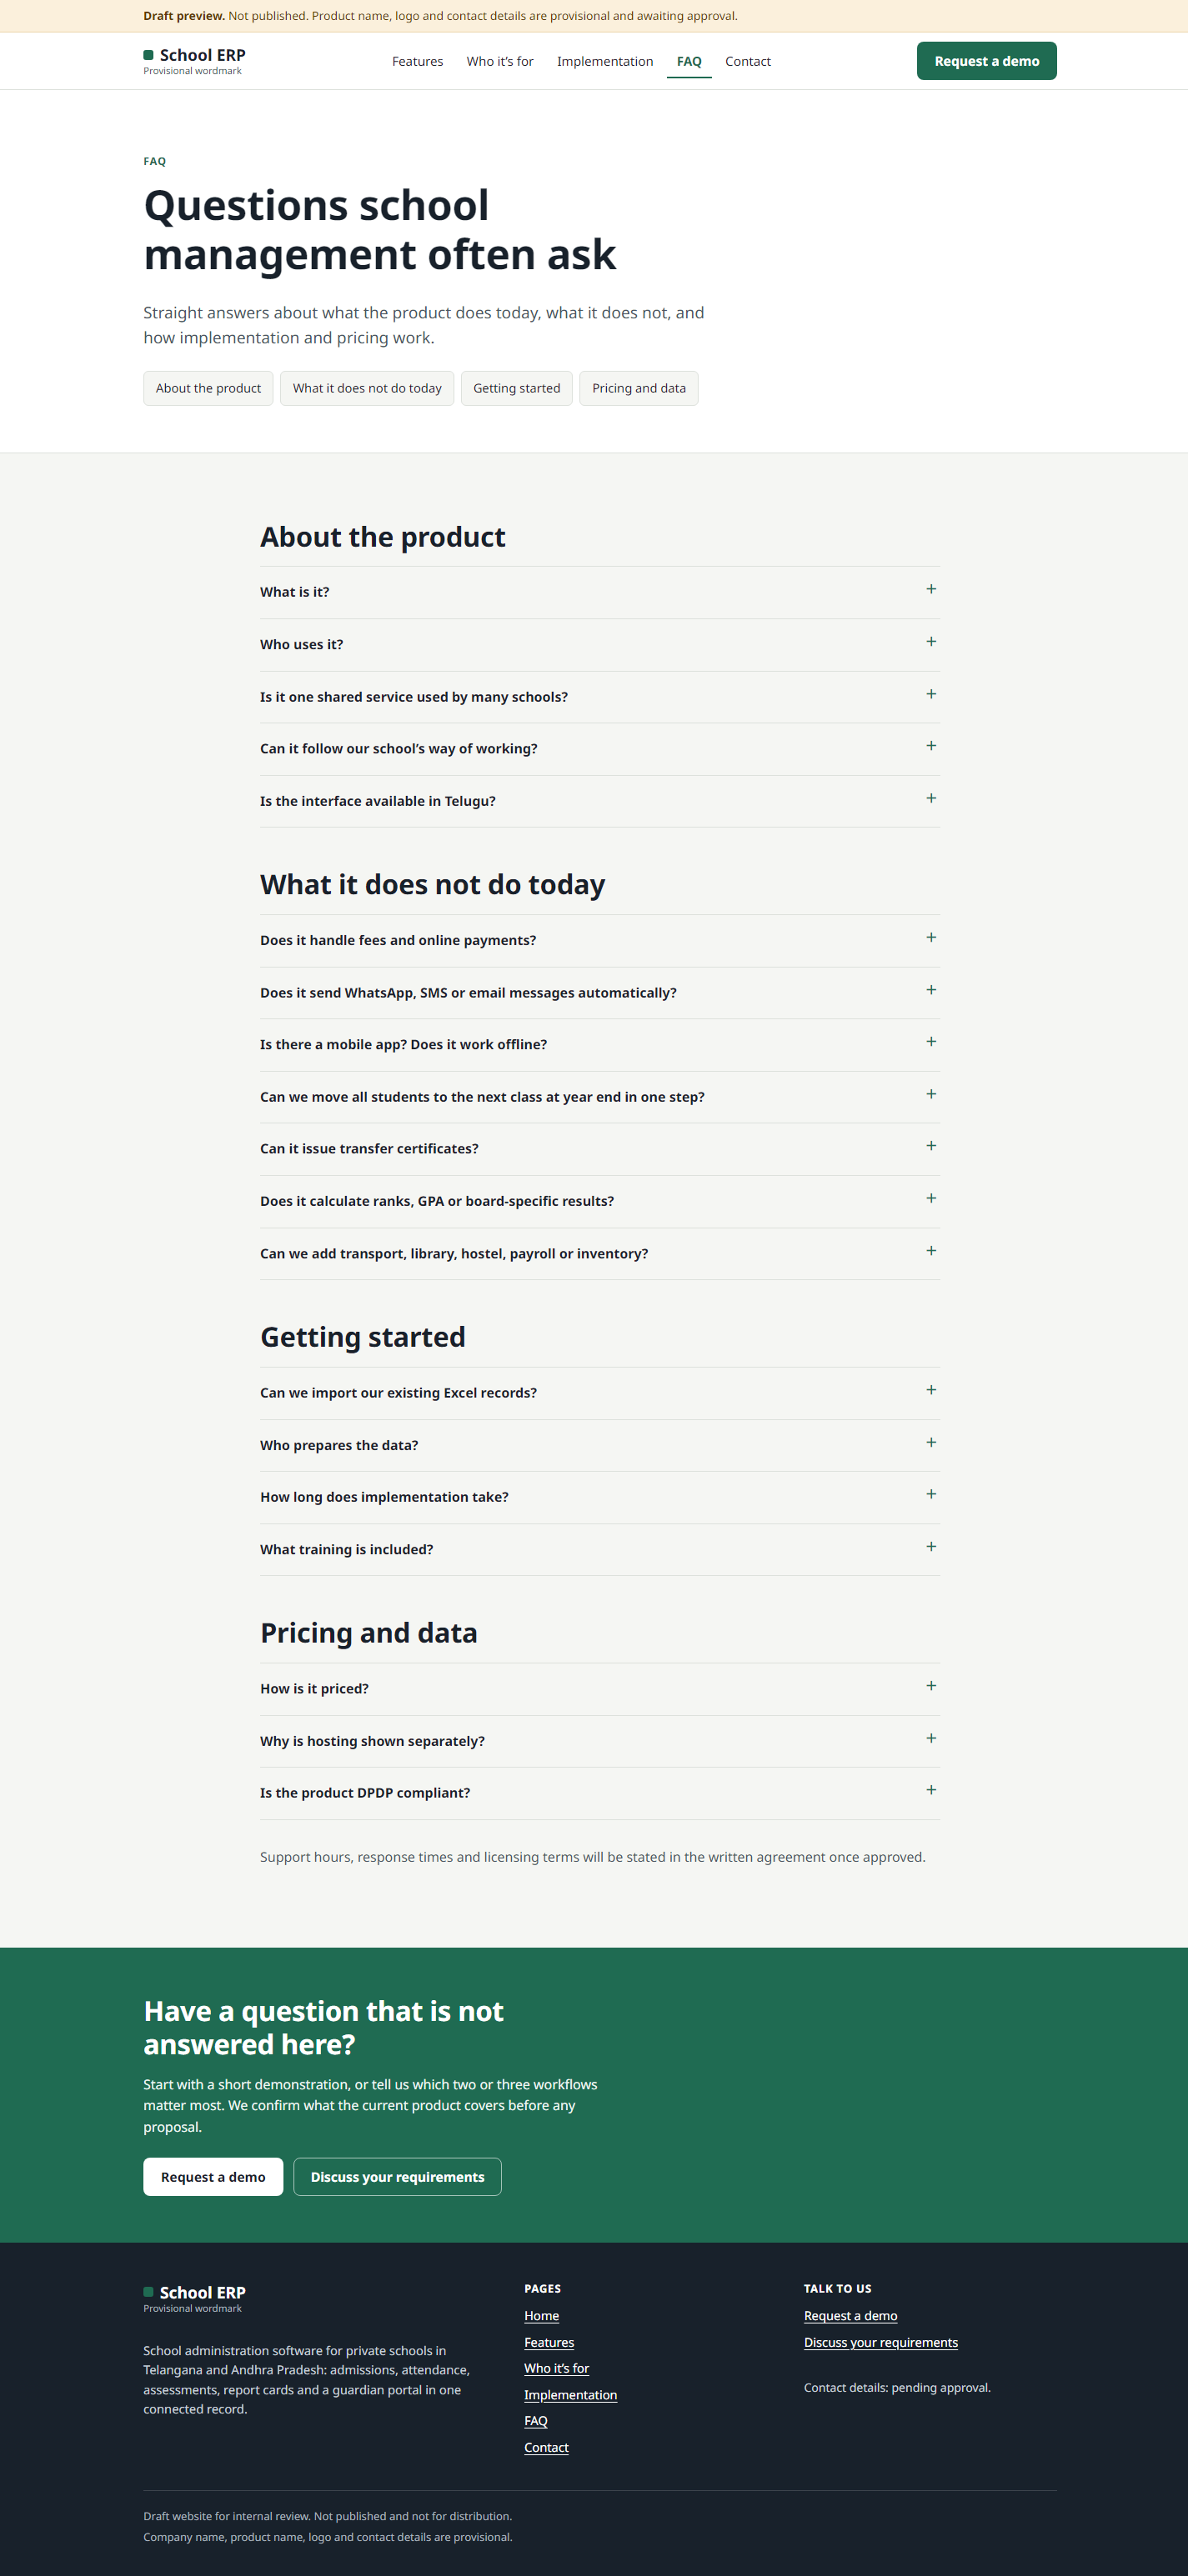 Draft preview. Not published. Product name, logo and contact details are provisional and awaiting approval.
School ERP
Provisional wordmark
Features
Who it’s for
Implementation
FAQ
Contact
Request a demo
FAQ
Questions school
management often ask
Straight answers about what the product does today, what it does not, and
how implementation and pricing work.
About the product
What it does not do today
Getting started
Pricing and data
About the product
What is it?
+
Who uses it?
+
Is it one shared service used by many schools?
+
Can it follow our school’s way of working?
+
Is the interface available in Telugu?
+
What it does not do today
Does it handle fees and online payments?
+
Does it send WhatsApp, SMS or email messages automatically?
+
Is there a mobile app? Does it work offline?
+
Can we move all students to the next class at year end in one step?
+
Can it issue transfer certificates?
+
Does it calculate ranks, GPA or board-specific results?
+
Can we add transport, library, hostel, payroll or inventory?
+
Getting started
Can we import our existing Excel records?
+
Who prepares the data?
+
How long does implementation take?
+
What training is included?
+
Pricing and data
How is it priced?
+
Why is hosting shown separately?
+
Is the product DPDP compliant?
+
Support hours, response times and licensing terms will be stated in the written agreement once approved.
Have a question that is not
answered here?
Start with a short demonstration, or tell us which two or three workflows
matter most. We confirm what the current product covers before any
proposal.
Request a demo
Discuss your requirements
School ERP
Provisional wordmark
School administration software for private schools in
Telangana and Andhra Pradesh: admissions, attendance,
assessments, report cards and a guardian portal in one
connected record.
PAGES
Home
Features
Who it’s for
Implementation
FAQ
Contact
TALK TO US
Request a demo
Discuss your requirements
Contact details: pending approval.
Draft website for internal review. Not published and not for distribution.
Company name, product name, logo and contact details are provisional.